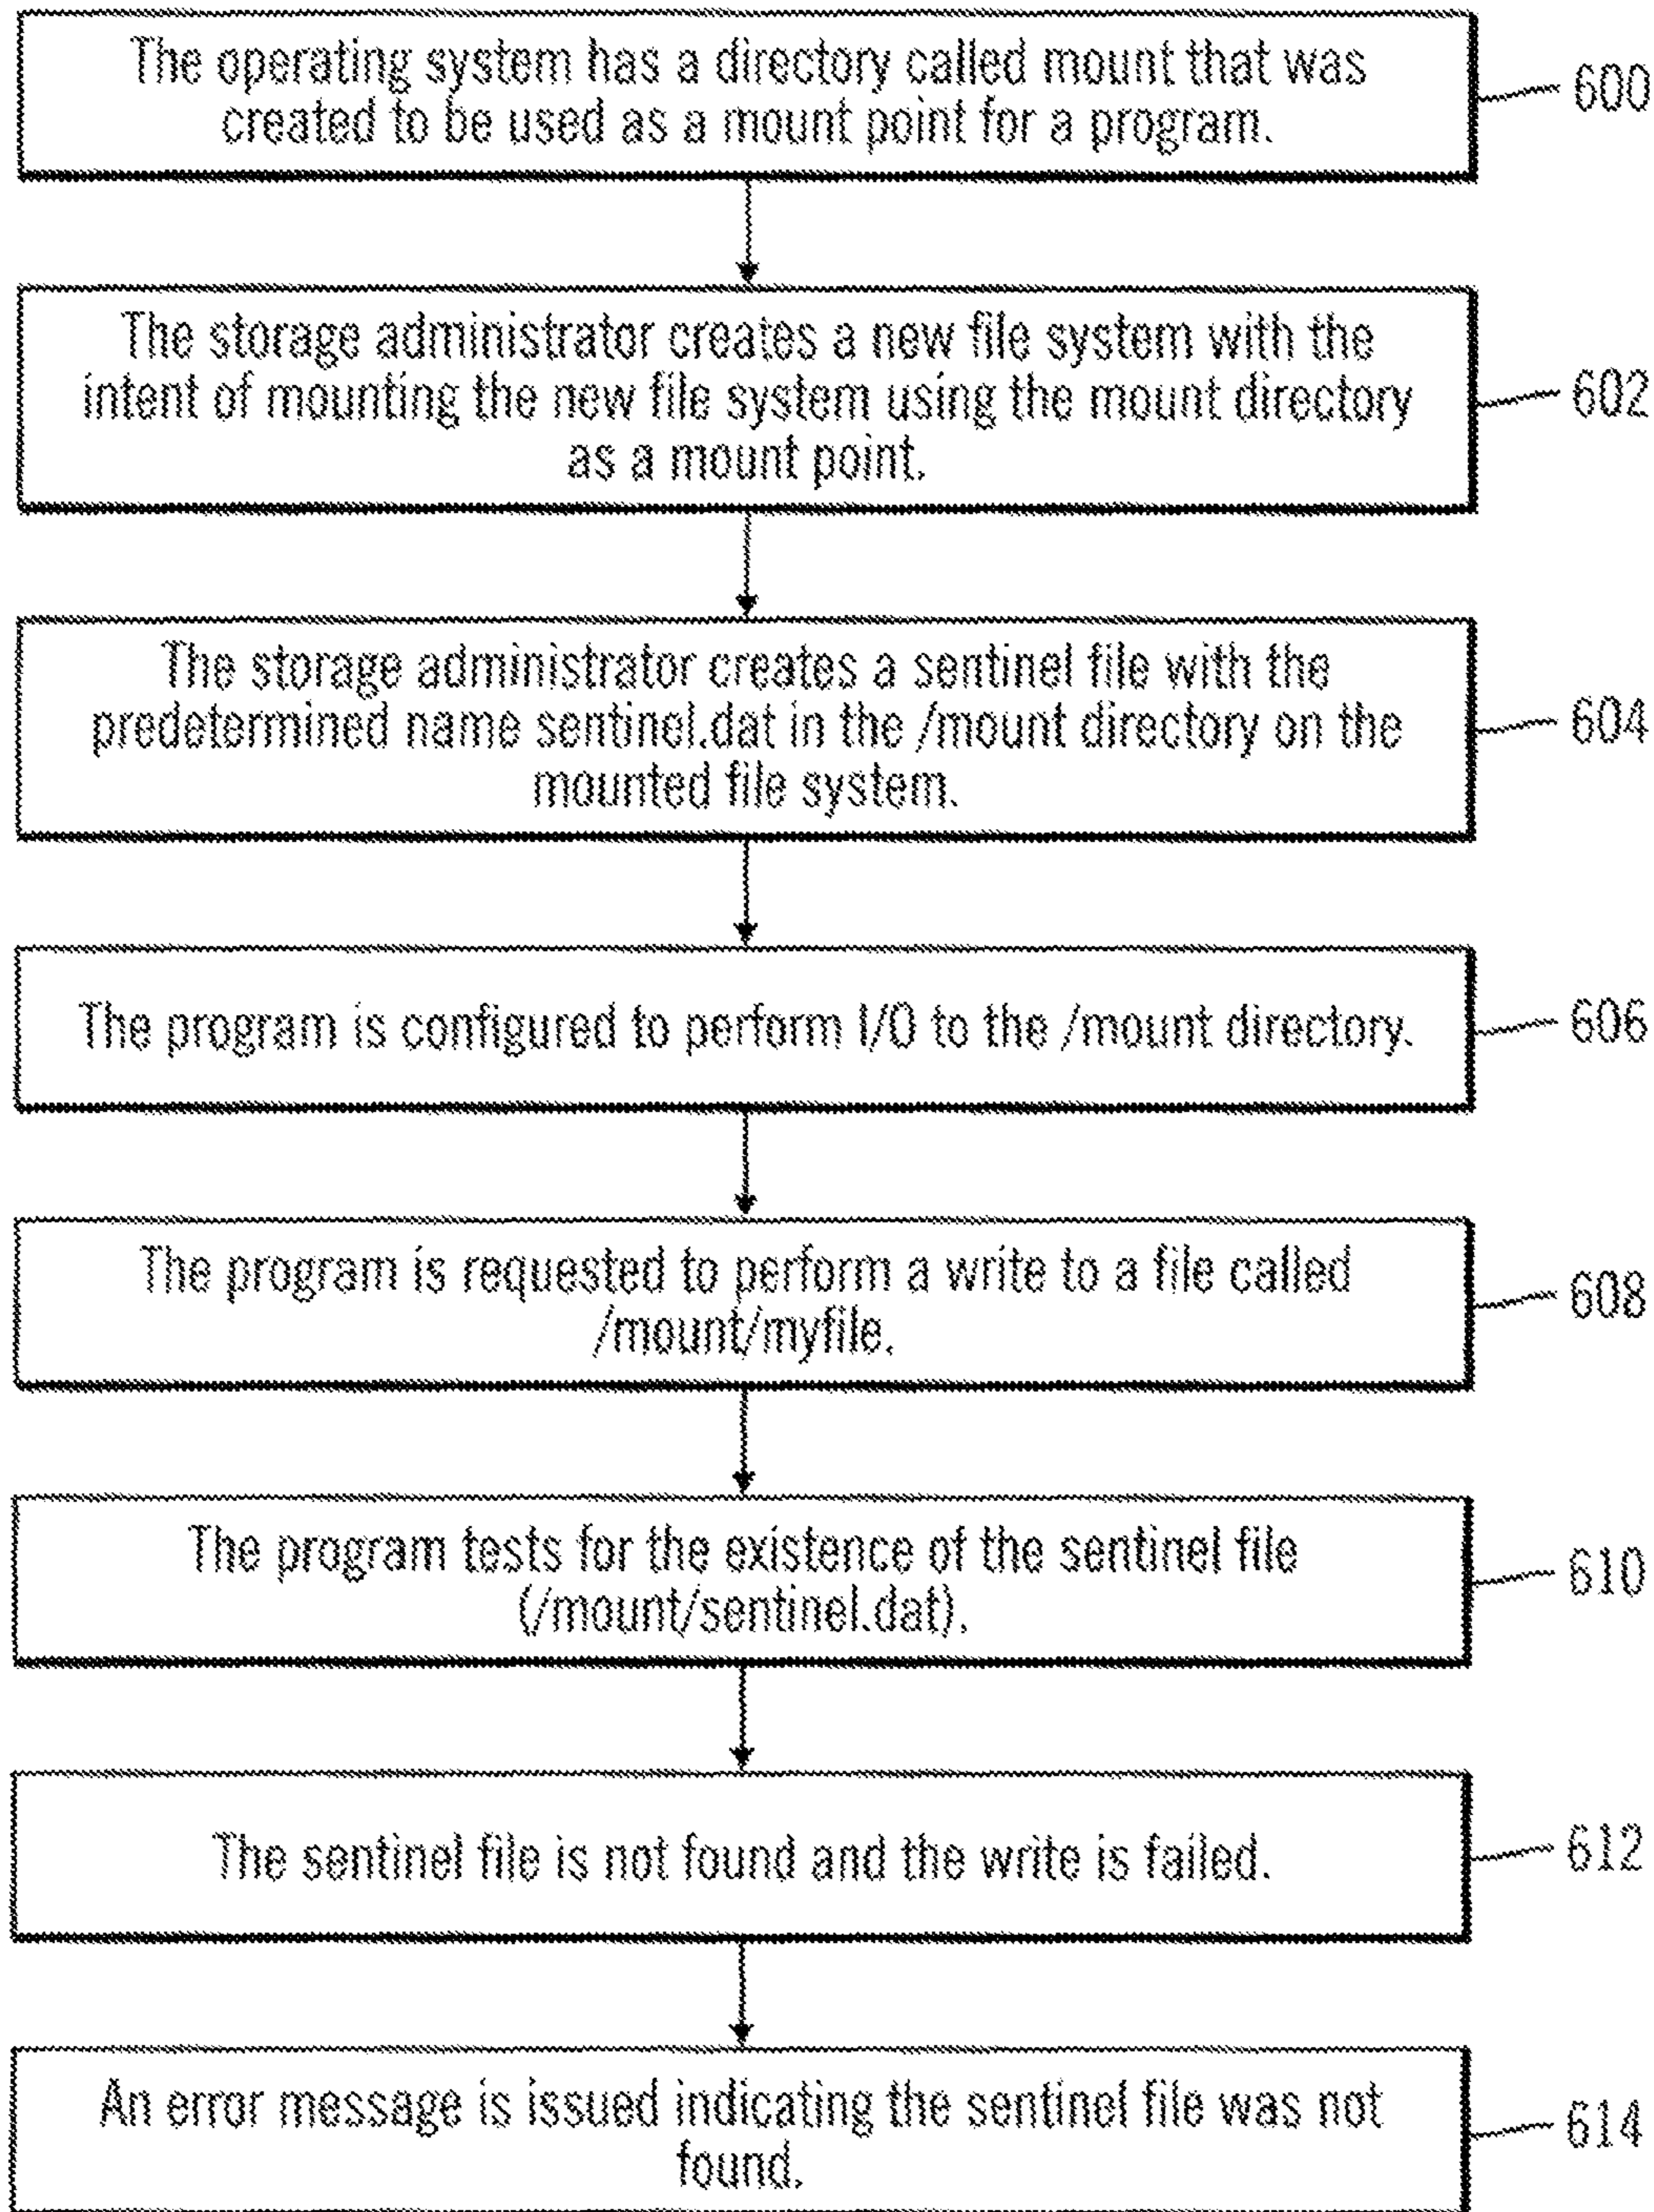 The operating system has a directory called mount that was
created to be used as a mount point for a program.
600
The storage administrator creates a new file system with the
intent of mounting the new file system using the mount directory
as a mount point.
602
The storage administrator creates a sentinel file with the
predetermined name sentinel.dat in the /mount directory on the
mounted file system.
604
The program is configured to perform I/O to the /mount directory.
606
The program is requested to perform a write to a file called
/mount/myfile.
608
The program tests for the existence of the sentinel file
(/mount/sentinel.dat).
610
The sentinel file is not found and the write is failed.
612
An error message is issued indicating the sentinel file was not
found.
614